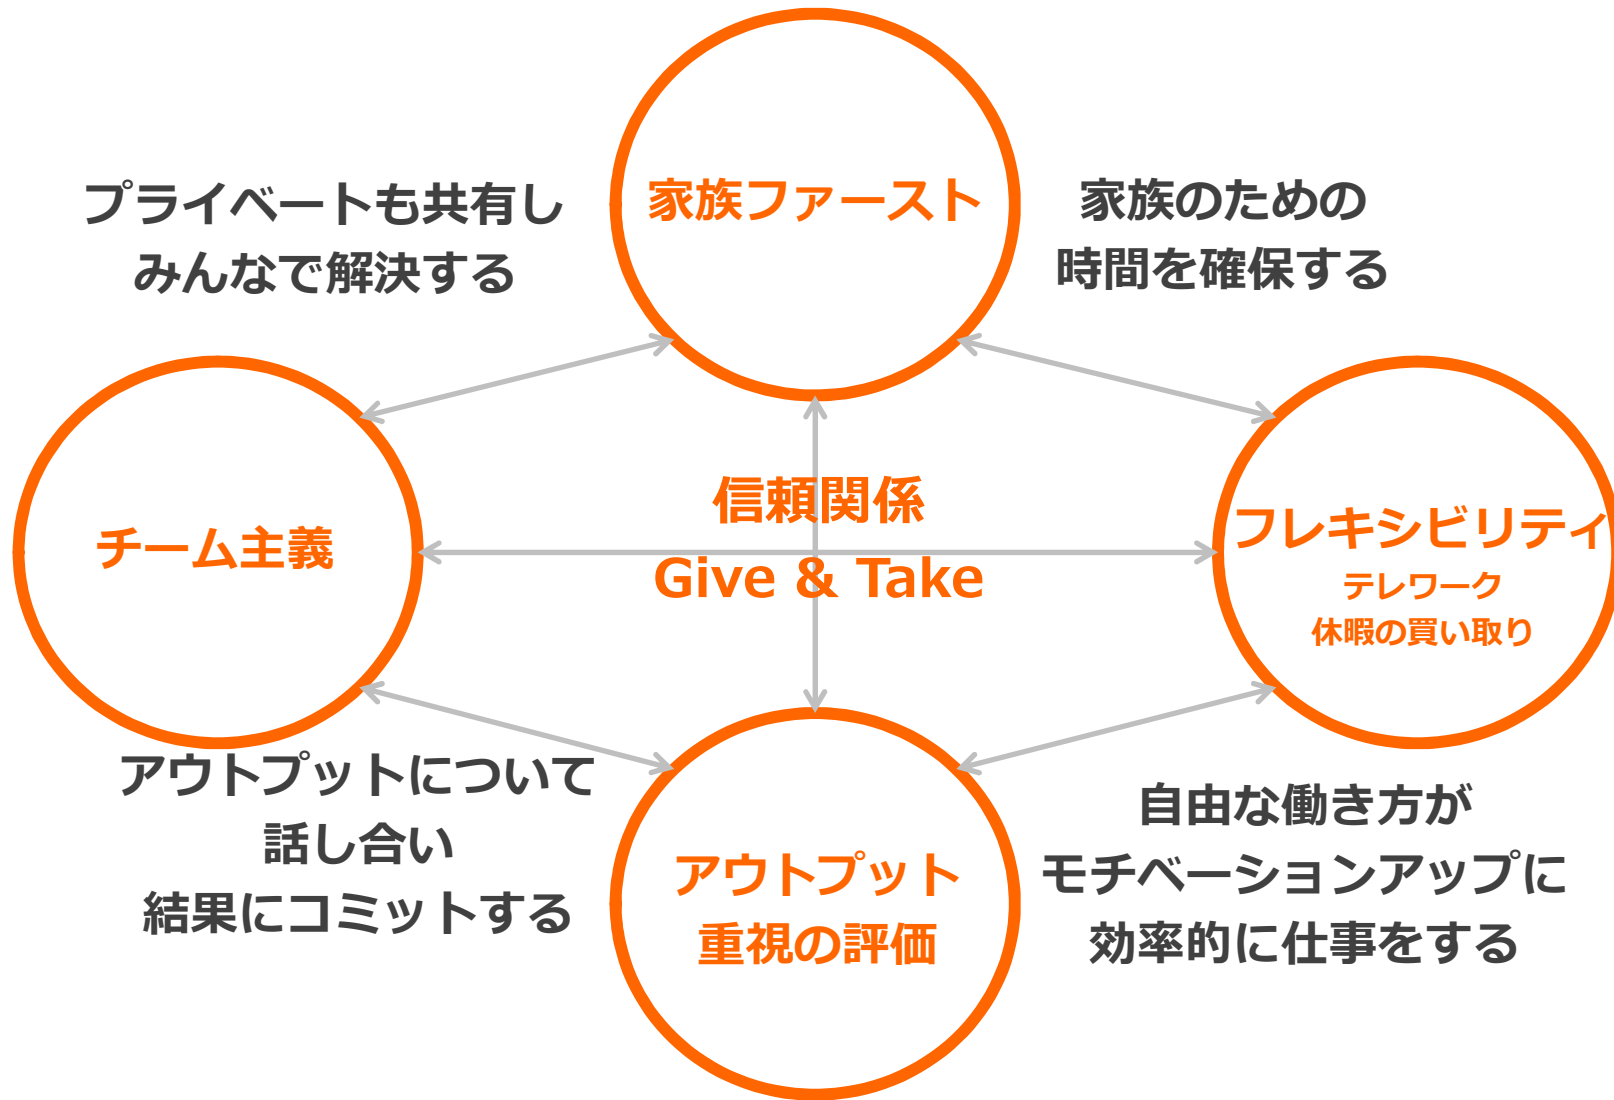 家族ファースト
プライベートも共有し
みんなで解決する
家族のための
時間を確保する
チーム主義
信頼関係
Give & Take
フレキシビリティ
テレワーク
休暇の買い取り
アウトプットについて
話し合い
結果にコミットする
アウトプット
重視の評価
自由な働き方が
モチベーションアップに
効率的に仕事をする